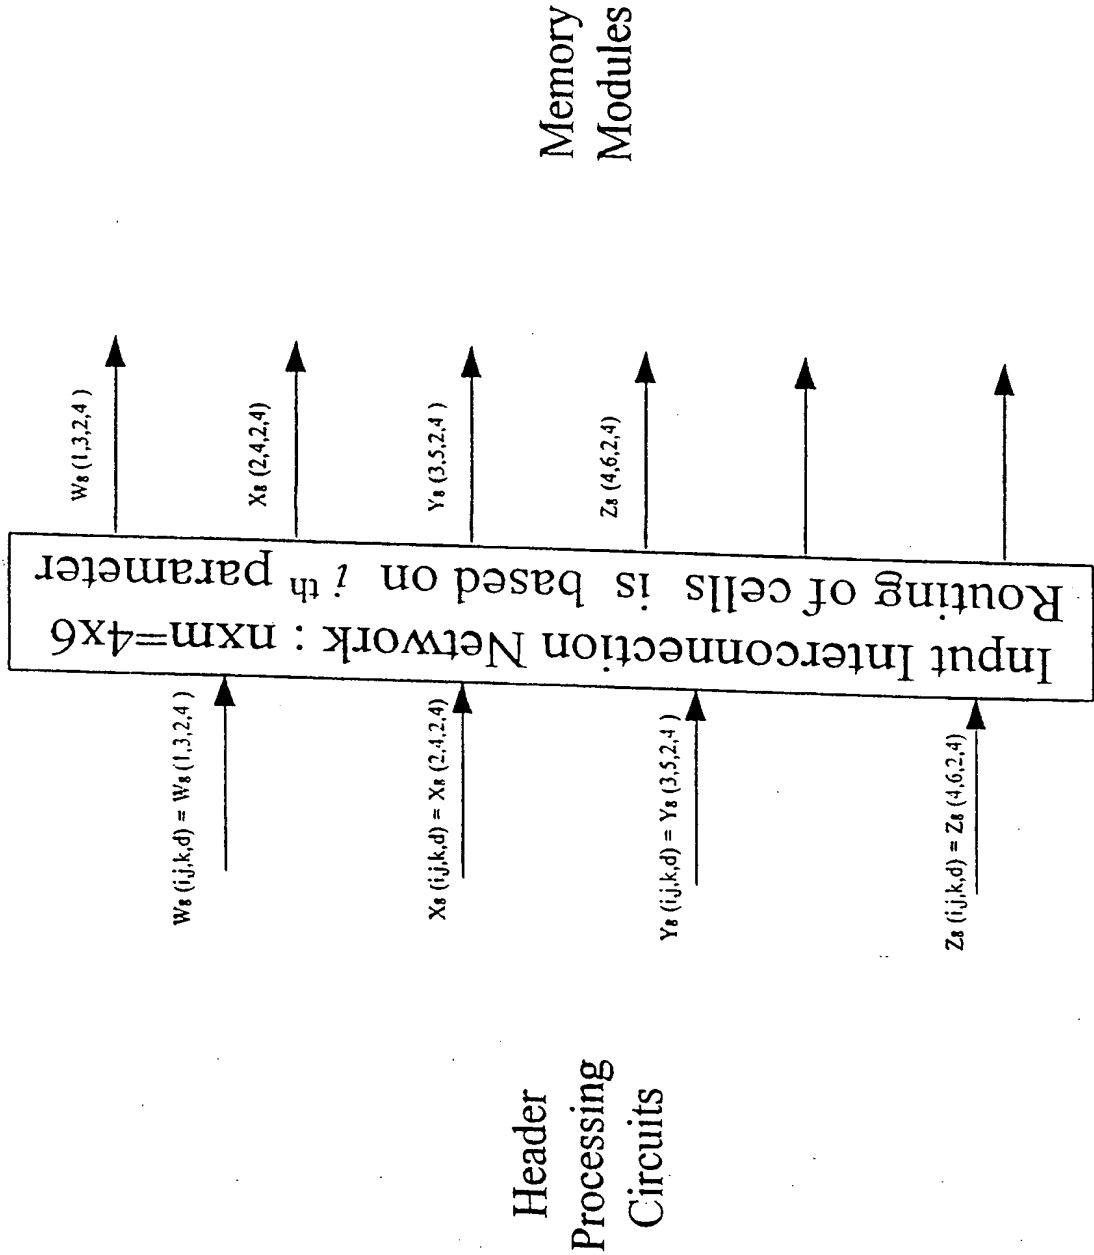 Memory
Modules
W8 (1,3,2,4 )
X8 (2,4,2,4)
Y8 (3,5,2,4 )
Z8 (4,6,2,4)
Input Interconnection Network : nxm=4x6
Routing of cells is based on i th parameter
W8 (i,j,k,d) = W8 (1,3,2,4 )
X8 (i,j,k,d) = X8 (2,4,2,4)
Y8 (i,j,k,d) = Y8 (3,5,2,4 )
Z8 (i,j,k,d) = Z8 (4,6,2,4)
Header
Processing
Circuits